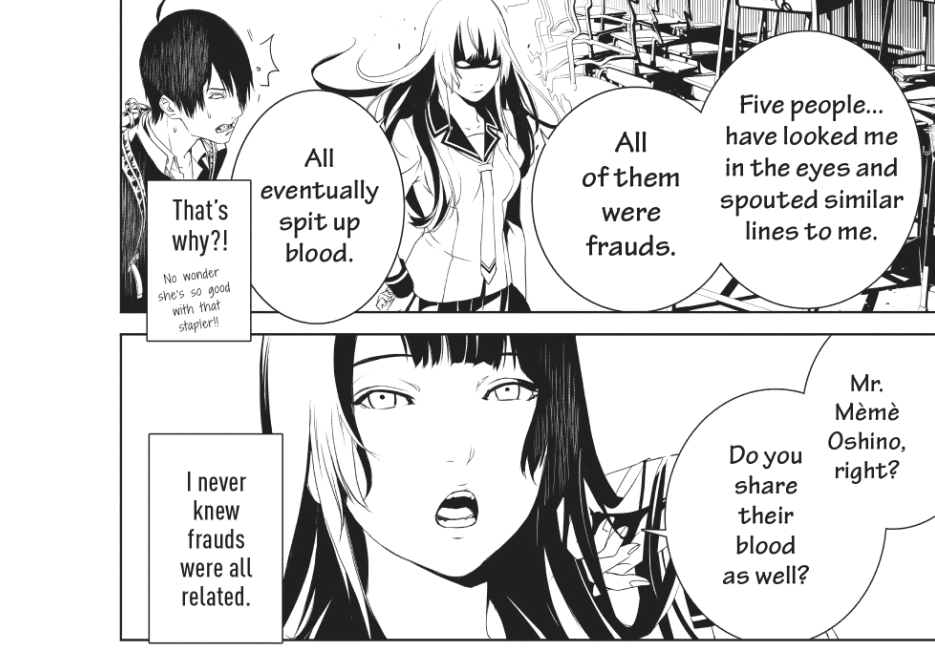 Five people...
have looked me
in the eyes and
spouted similar
lines to me.
All
of them
were
frauds.
All
eventually
spit up
blood.
That's
why?!
No wonder
she's so good
with that
stapler!!
Mr.
Mèmè
Oshino,
right?
Do you
share
their
blood
as well?
I never
knew
frauds
were all
related.